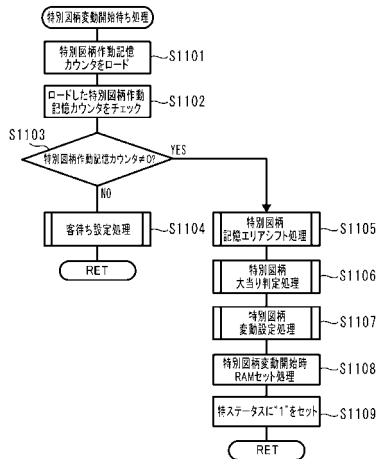 特別図柄変動開始待ち処理
特別図柄作動記憶
カウンタをロード
S1101
ロードした特別図柄作動
記憶カウンタをチェック
S1102
S1103
特別図柄作動記憶カウンタ≠0?
YES
NO
客待ち設定処理
S1104
RET
特別図柄
記憶エリアシフト処理
S1105
特別図柄
大当り判定処理
S1106
特別図柄
変動設定処理
S1107
特別図柄変動開始時
RAMセット処理
S1108
特ステータスに"1"をセット
S1109
RET